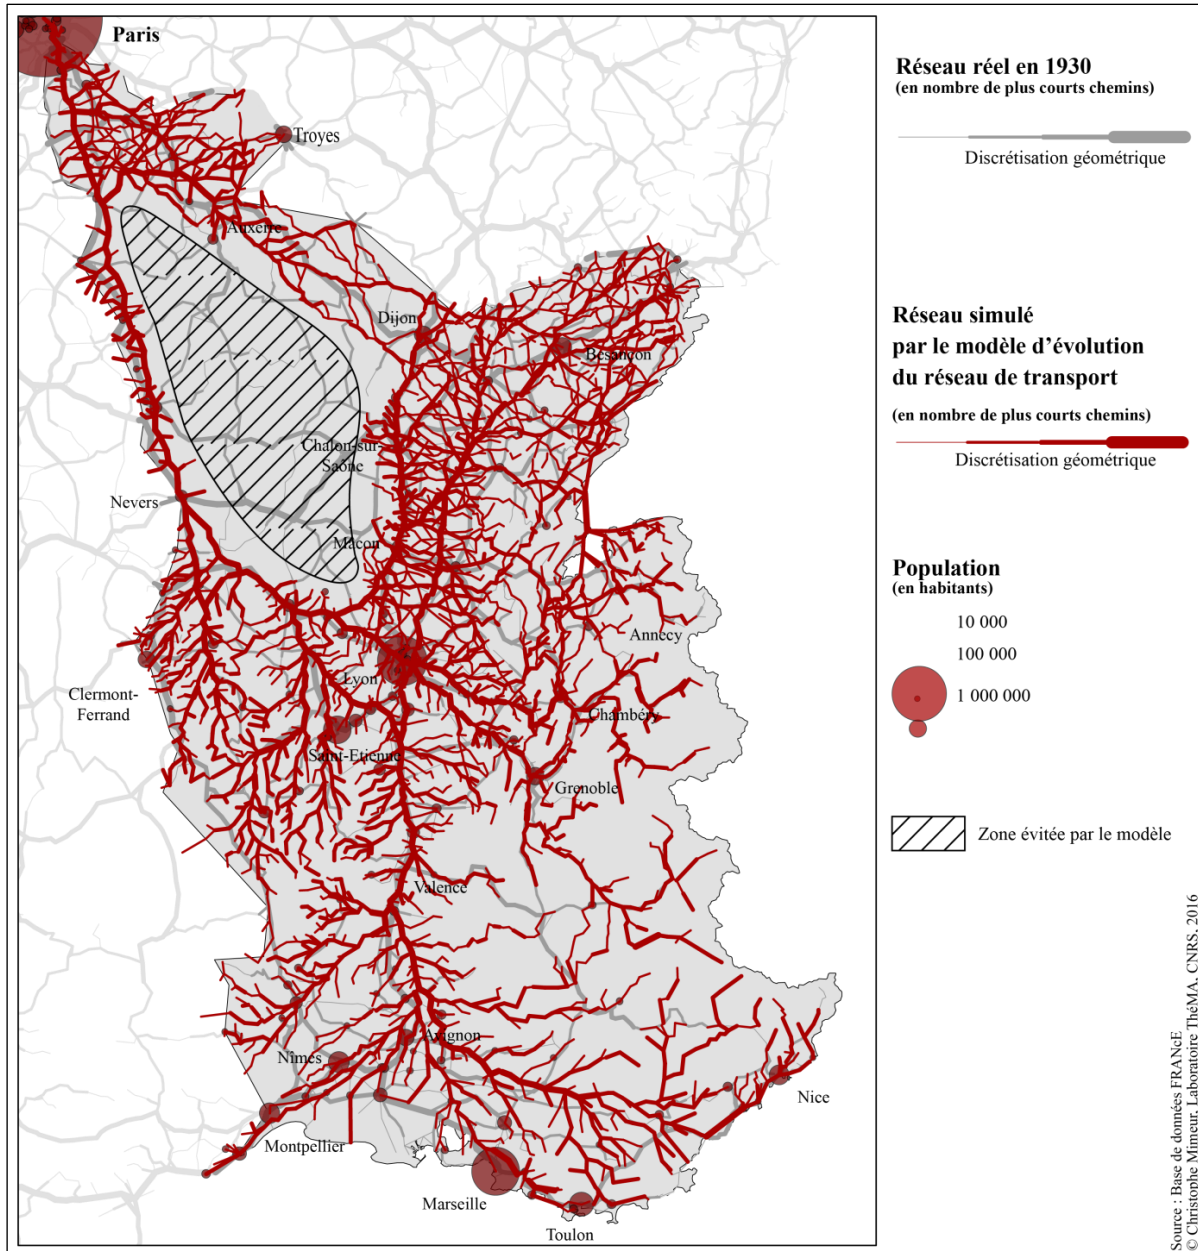 Paris
Troyes
Auxerre
Dijon
Besançon
Chalon-sur-
Saône
Nevers
Mâcon
Annecy
Lyon
Clermont-
Ferrand
Chambéry
Saint-Etienne
Grenoble
Valence
Avignon
Nîmes
Nice
Montpellier
Marseille
Toulon
Réseau réel en 1930
(en nombre de plus courts chemins)
Discrétisation géométrique
Réseau simulé
par le modèle d'évolution
du réseau de transport
(en nombre de plus courts chemins)
Discrétisation géométrique
Population
(en habitants)
10 000
100 000
1 000 000
Zone évitée par le modèle
Source : Base de données FRANcE
© Christophe Mimeur, Laboratoire ThéMA, CNRS, 2016